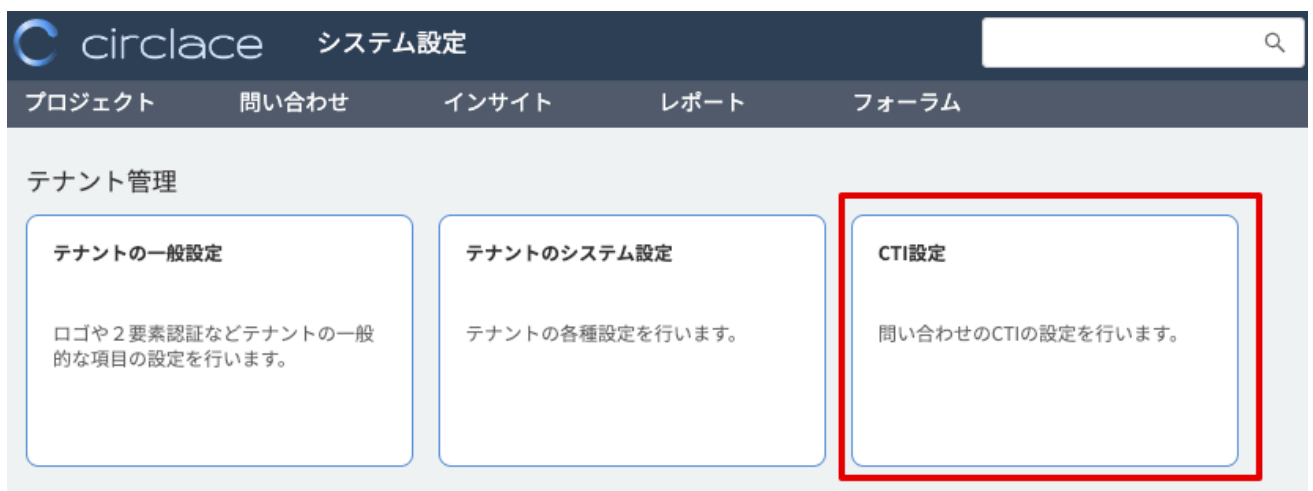 circlace システム設定
プロジェクト 問い合わせ インサイト レポート フォーラム
テナント管理
テナントの一般設定
ロゴや２要素認証などテナントの一般
的な項目の設定を行います。
テナントのシステム設定
テナントの各種設定を行います。
CTI設定
問い合わせのCTIの設定を行います。